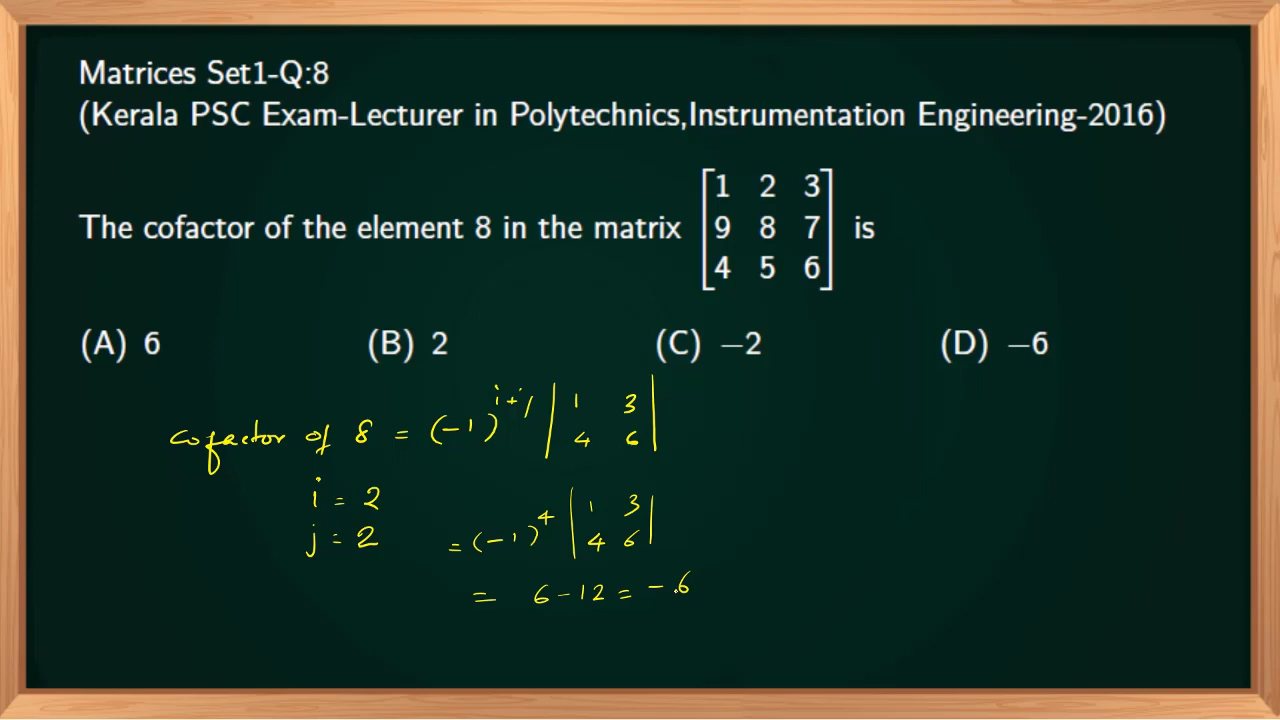 Matrices Set1-Q:8
(Kerala PSC Exam-Lecturer in Polytechnics,Instrumentation Engineering-2016)
1 2 3
The cofactor of the element 8 in the matrix 9 8 7 is
4 5 6
(A) 6 (B) 2 (C) −2 (D) −6
cofactor of 8 = (-1)^{i+j} | 1 3
4 6 |
i = 2
j = 2
= (-1)^4 | 1 3
4 6 |
= 6-12 = -6